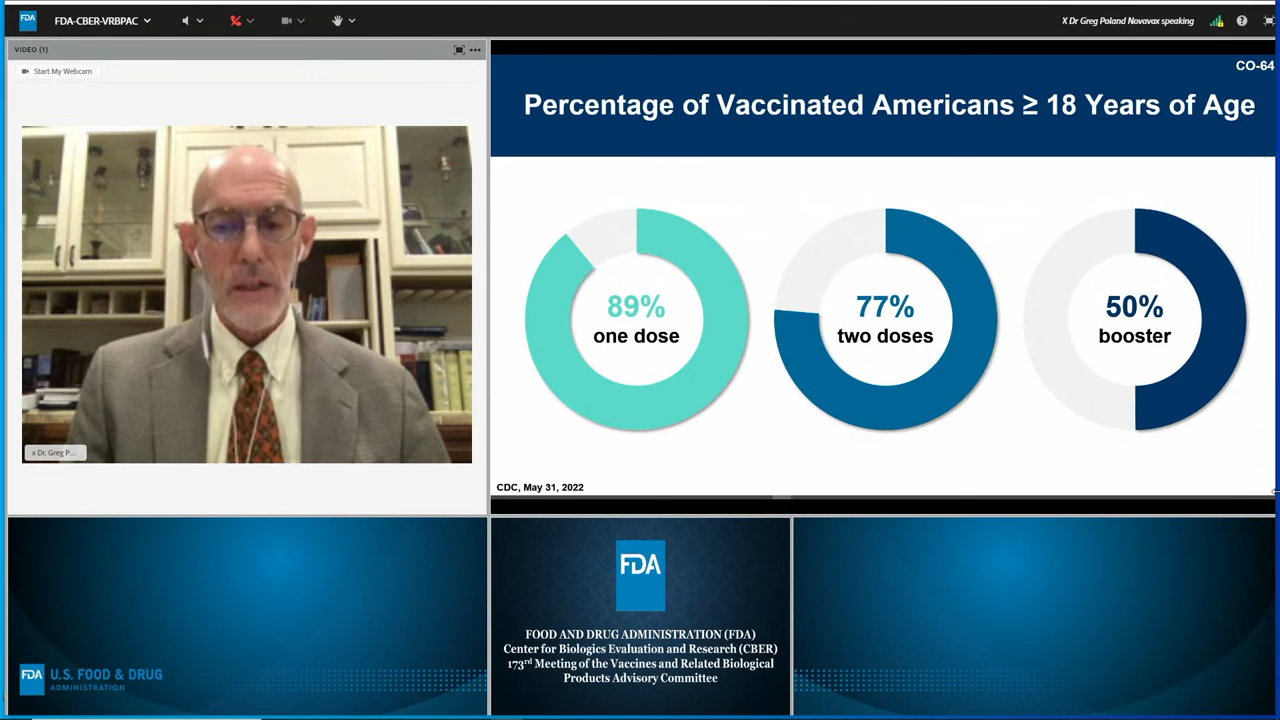 FDA
FDA-CBER-VRBPAC
X Dr Greg Poland Novavax speaking
VIDEO (1)
Start My Webcam
x Dr. Greg P...
CO-64
Percentage of Vaccinated Americans ≥ 18 Years of Age
89%
one dose
77%
two doses
50%
booster
CDC, May 31, 2022
FDA
U.S. FOOD & DRUG
ADMINISTRATION
FDA
FOOD AND DRUG ADMINISTRATION (FDA)
Center for Biologics Evaluation and Research (CBER)
173rd Meeting of the Vaccines and Related Biological
Products Advisory Committee